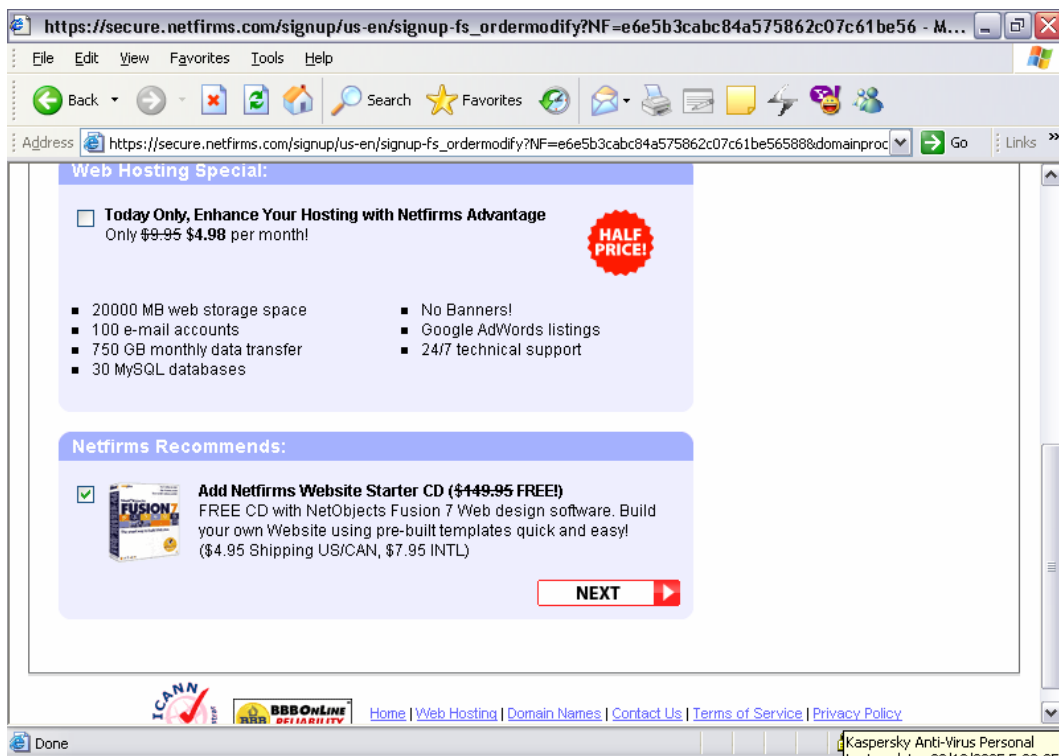 https://secure.netfirms.com/signup/us-en/signup-fs_ordermodify?NF=e6e5b3cabc84a575862c07c61be56 - M...
File Edit View Favorites Tools Help
Back Search Favorites
Address https://secure.netfirms.com/signup/us-en/signup-fs_ordermodify?NF=e6e5b3cabc84a575862c07c61be565888&domainproc Go Links »
Web Hosting Special:
Today Only, Enhance Your Hosting with Netfirms Advantage
Only $9.95 $4.98 per month!
HALF
PRICE!
20000 MB web storage space
100 e-mail accounts
750 GB monthly data transfer
30 MySQL databases
No Banners!
Google AdWords listings
24/7 technical support
Netfirms Recommends:
FUSION7
Add Netfirms Website Starter CD ($149.95 FREE!)
FREE CD with NetObjects Fusion 7 Web design software. Build
your own Website using pre-built templates quick and easy!
($4.95 Shipping US/CAN, $7.95 INTL)
NEXT
ICANN
BBB
BBBONLINE
RELIABILITY
Home | Web Hosting | Domain Names | Contact Us | Terms of Service | Privacy Policy
Done
Kaspersky Anti-Virus Personal